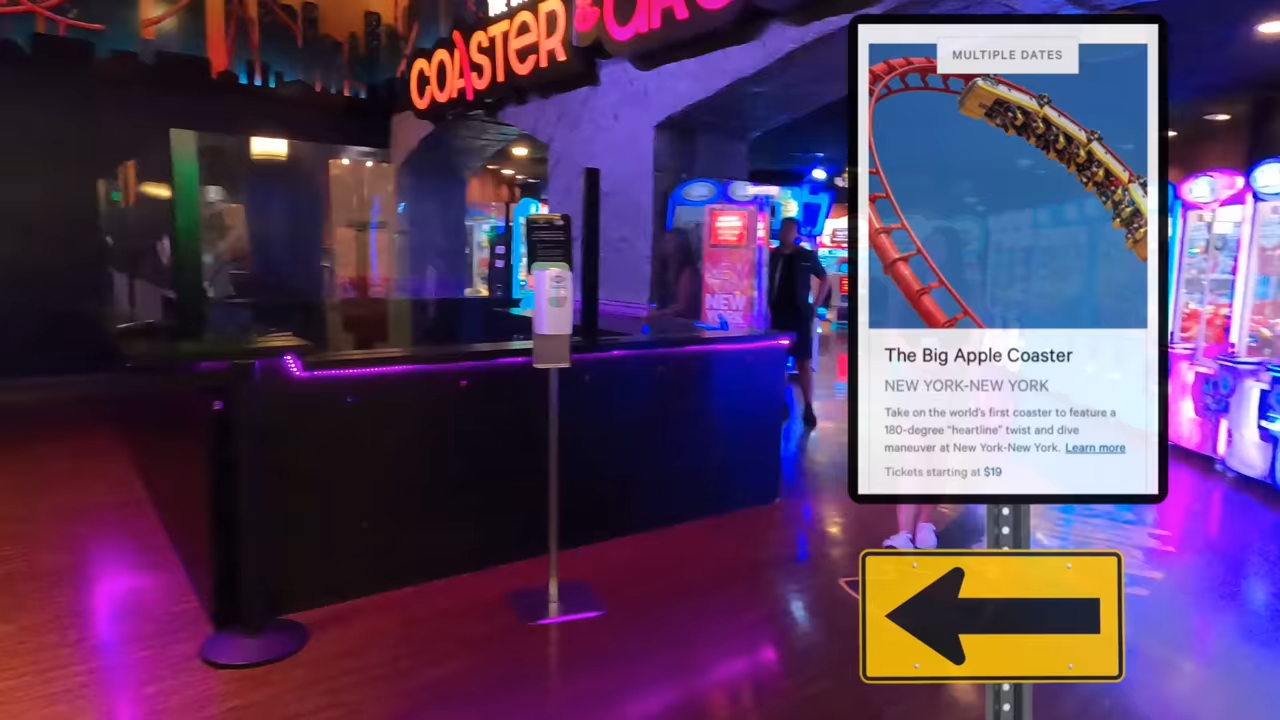 COASTER &
MULTIPLE DATES
NEW
The Big Apple Coaster
NEW YORK-NEW YORK
Take on the world's first coaster to feature a
180-degree “heartline” twist and dive
maneuver at New York-New York. Learn more
Tickets starting at $19